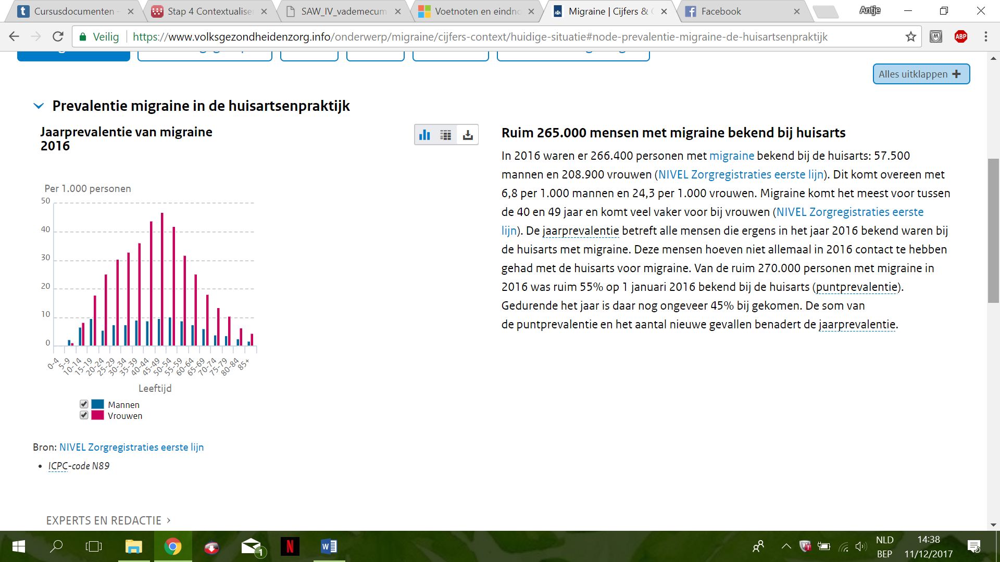 Cursusdocumenten -
Stap 4 Contextualise
SAW_IV_vademecum
Voetnoten en eindn
Migraine | Cijfers &
Facebook
Antje
Veilig
https://www.volksgezondheidenzorg.info/onderwerp/migraine/cijfers-context/huidige-situatie#node-prevalentie-migraine-de-huisartsenpraktijk
ABP
Alles uitklappen
Prevalentie migraine in de huisartsenpraktijk
Jaarprevalentie van migraine
2016
Per 1.000 personen
50
40
30
20
10
0
0-4
5-9
10-14
15-19
20-24
25-29
30-34
35-39
40-44
45-49
50-54
55-59
60-64
65-69
70-74
75-79
80-84
85+
Leeftijd
Mannen
Vrouwen
Bron: NIVEL Zorgregistraties eerste lijn
• ICPC-code N89
Ruim 265.000 mensen met migraine bekend bij huisarts
In 2016 waren er 266.400 personen met migraine bekend bij de huisarts: 57.500
mannen en 208.900 vrouwen (NIVEL Zorgregistraties eerste lijn). Dit komt overeen met
6,8 per 1.000 mannen en 24,3 per 1.000 vrouwen. Migraine komt het meest voor tussen
de 40 en 49 jaar en komt veel vaker voor bij vrouwen (NIVEL Zorgregistraties eerste
lijn). De jaarprevalentie betreft alle mensen die ergens in het jaar 2016 bekend waren bij
de huisarts met migraine. Deze mensen hoeven niet allemaal in 2016 contact te hebben
gehad met de huisarts voor migraine. Van de ruim 270.000 personen met migraine in
2016 was ruim 55% op 1 januari 2016 bekend bij de huisarts (puntprevalentie).
Gedurende het jaar is daar nog ongeveer 45% bij gekomen. De som van
de puntprevalentie en het aantal nieuwe gevallen benadert de jaarprevalentie.
EXPERTS EN REDACTIE ›
1
N
NLD
BEP
14:38
11/12/2017